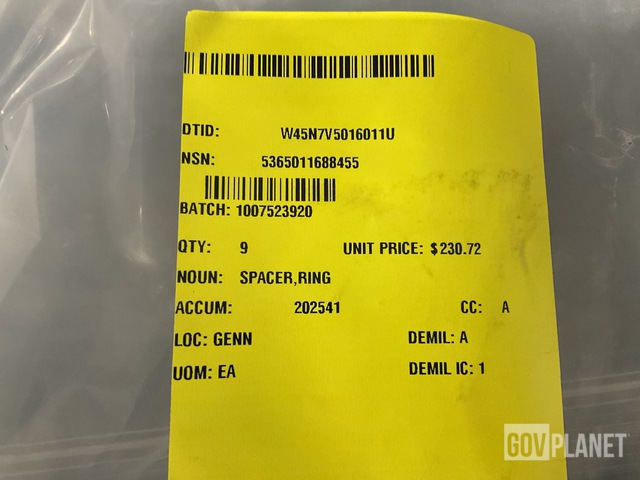 DTID: W45N7V5016011U
NSN: 5365011688455
BATCH: 1007523920
QTY: 9 UNIT PRICE: $230.72
NOUN: SPACER,RING
ACCUM: 202541 CC: A
LOC: GENN DEMIL: A
UOM: EA DEMIL IC: 1
GOVPLANET